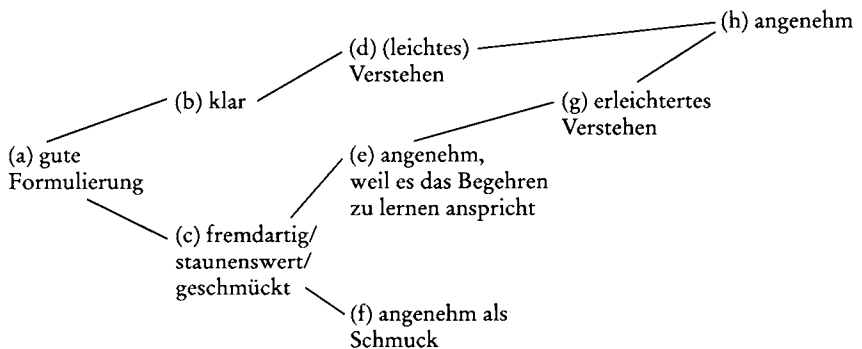 (h) angenehm
(d) (leichtes)
Verstehen
(b) klar
(g) erleichtertes
Verstehen
(a) gute
Formulierung
(e) angenehm,
weil es das Begehren
zu lernen anspricht
(c) fremdartig/
staunenswert/
geschmückt
(f) angenehm als
Schmuck